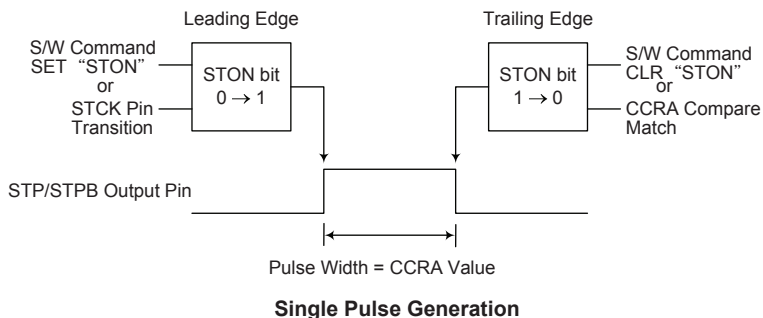 Leading Edge
Trailing Edge
S/W Command
SET “STON”
or
STCK Pin
Transition
STON bit
0 → 1
STON bit
1 → 0
S/W Command
CLR “STON”
or
CCRA Compare
Match
STP/STPB Output Pin
Pulse Width = CCRA Value
Single Pulse Generation